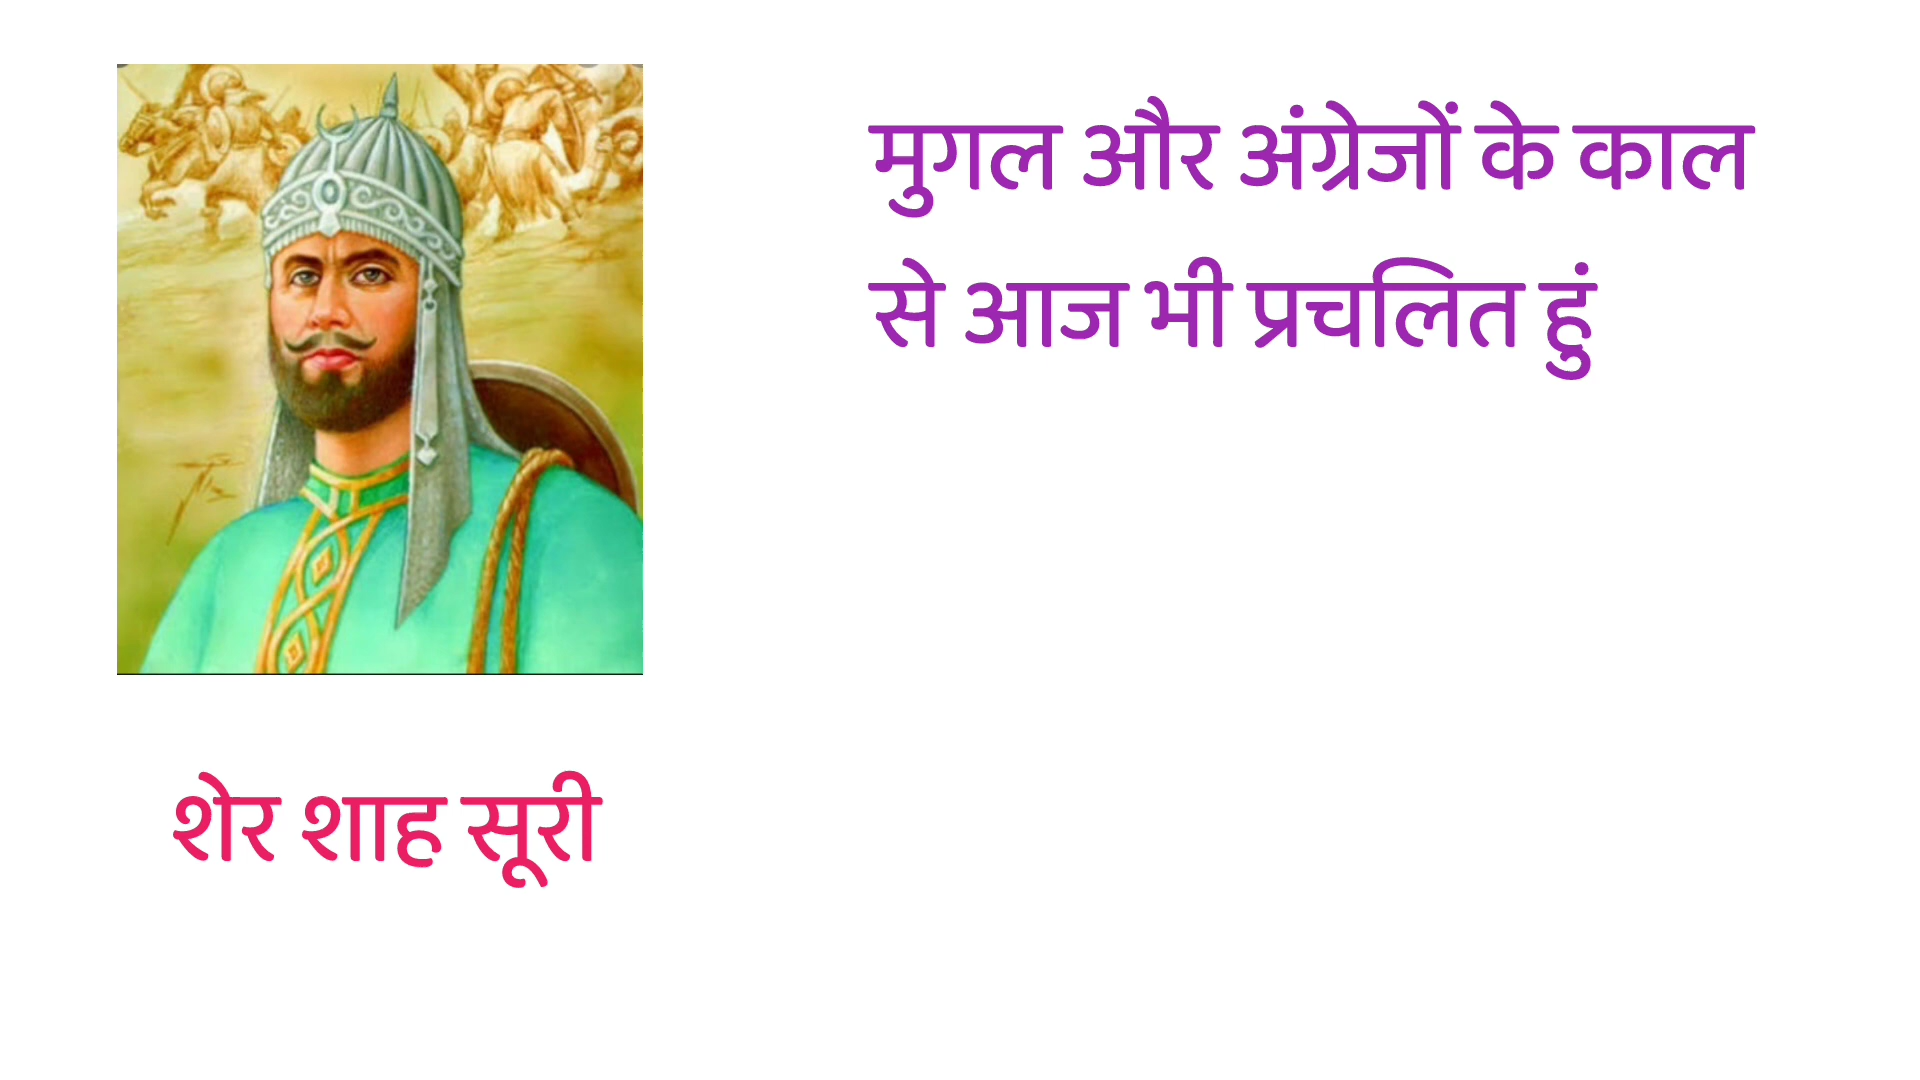 मुगल और अंग्रेजों के काल
से आज भी प्रचलित हुं
शेर शाह सूरी